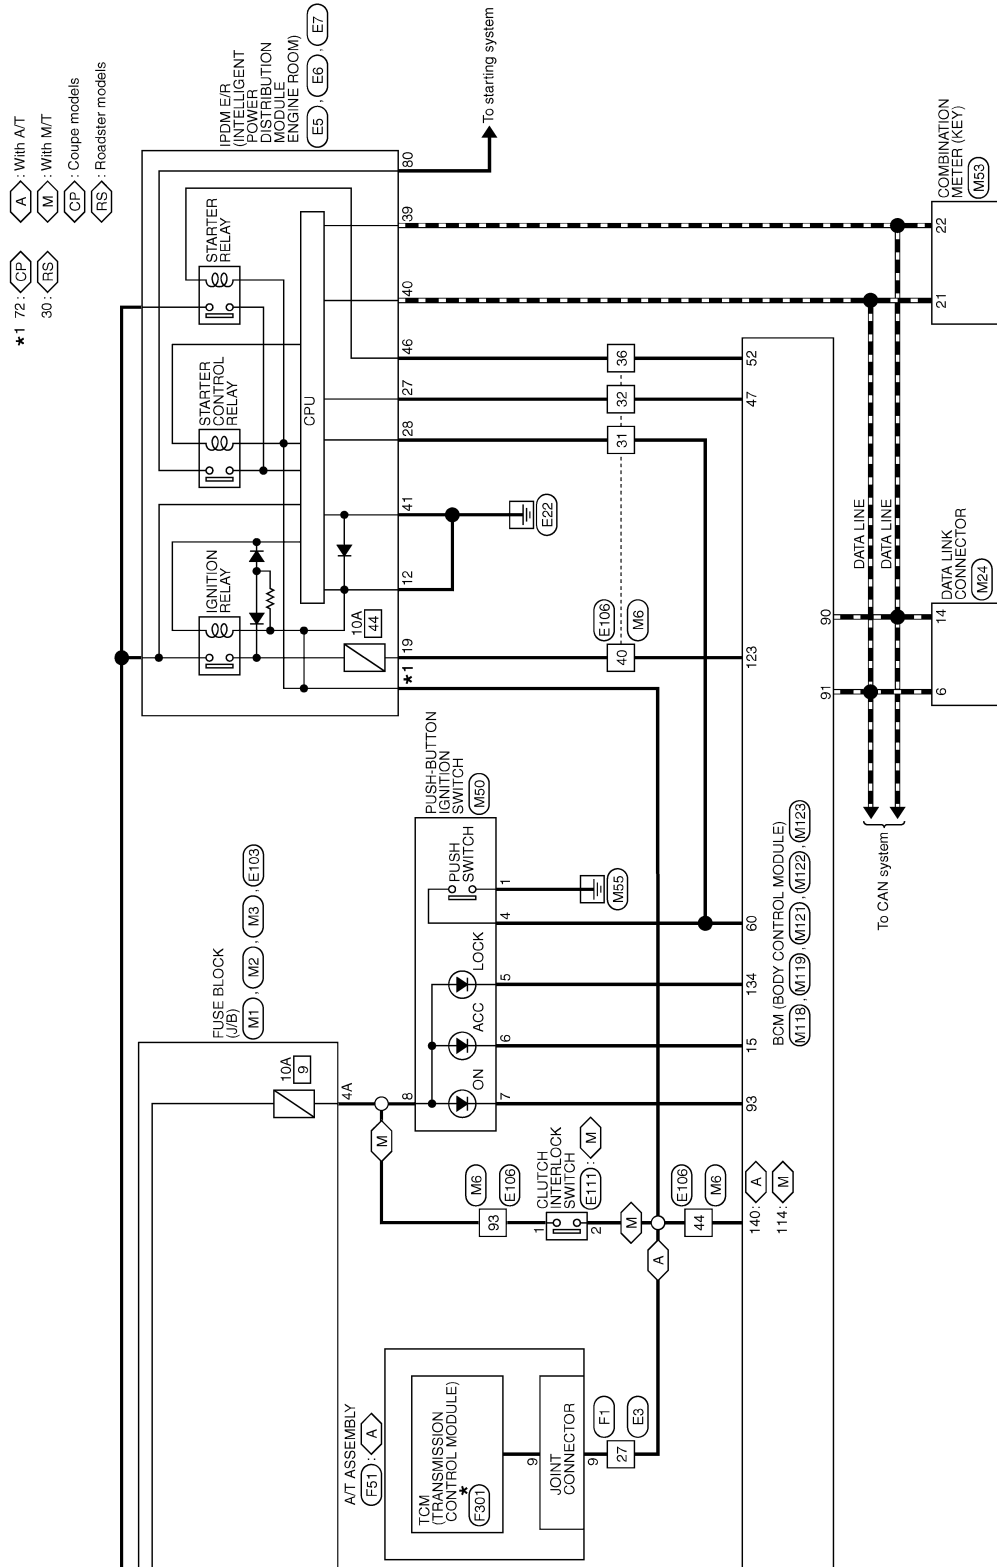 *1 72: CP
30: RS
A : With A/T
M : With M/T
CP : Coupe models
RS : Roadster models
IPDM E/R
(INTELLIGENT
POWER
DISTRIBUTION
MODULE
ENGINE ROOM)
E5 , E6 , E7
To starting system
STARTER
RELAY
STARTER
CONTROL
RELAY
IGNITION
RELAY
CPU
10A
44
80
39
40
46
27
28
41
12
19
*1
E22
36
32
31
40
E106
M6
52
47
123
90
91
COMBINATION
METER (KEY)
M53
22
21
DATA LINE
DATA LINE
DATA LINK
CONNECTOR
M24
14
6
To CAN system
PUSH-BUTTON
IGNITION
SWITCH
M50
PUSH
SWITCH
LOCK
ACC
ON
1
4
5
6
7
8
M55
60
134
15
93
BCM (BODY CONTROL MODULE)
M118 , M119 , M121 , M122 , M123
FUSE BLOCK
(J/B)
M1 , M2 , M3 , E103
10A
9
4A
M
M6
E106
93
CLUTCH
INTERLOCK
SWITCH
E111 : M
1
2
M
A
E106
M6
44
140: A
114: M
A/T ASSEMBLY
F51 : A
TCM
(TRANSMISSION
CONTROL MODULE)
*
F301
9
JOINT
CONNECTOR
9
F1
E3
27